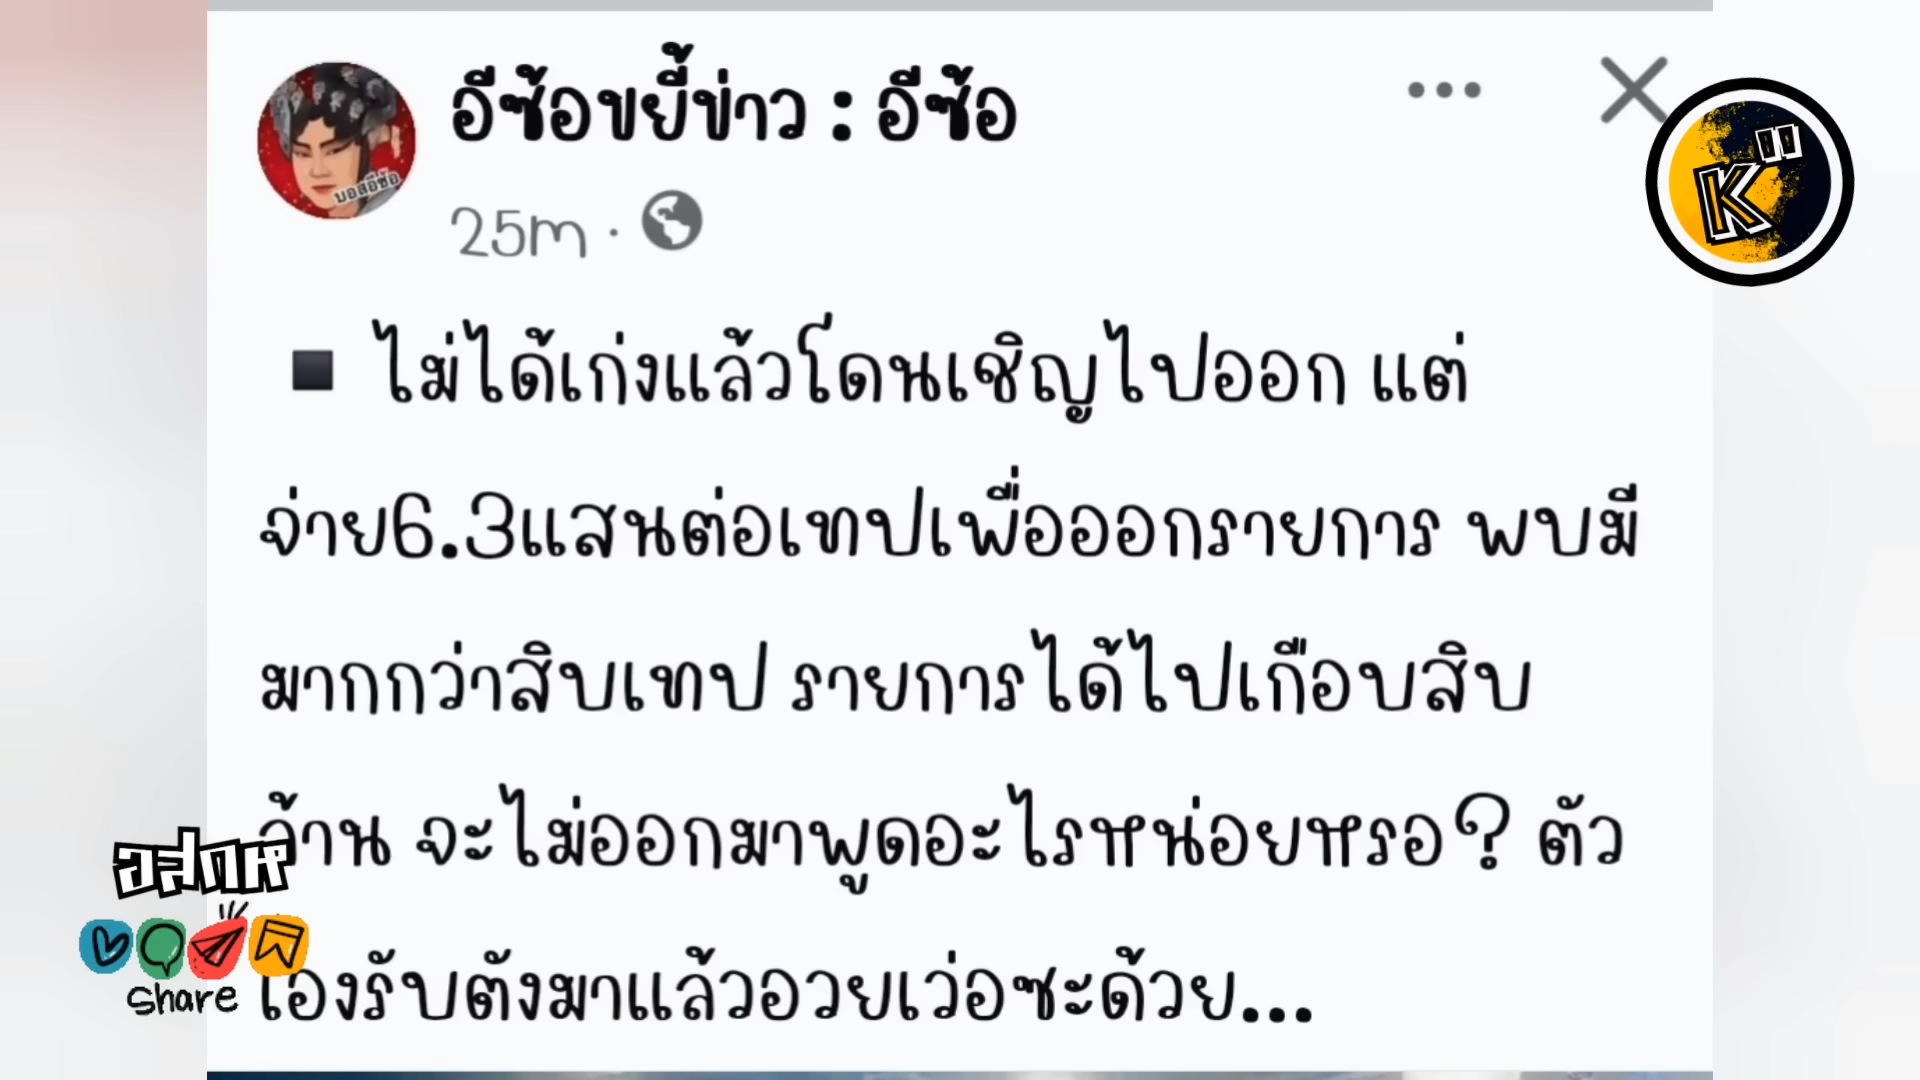 อีซ้อขยี้ข่าว : อีซ้อ
บอสอีซ้อ
25m
K"
ไม่ได้เก่งแล้วโดนเชิญไปออก แต่
จ่าย6.3แสนต่อเทปเพื่อออกรายการ พบมี
มากกว่าสิบเทป รายการได้ไปเกือบสิบ
ล้าน จะไม่ออกมาพูดอะไรหน่อยหรอ? ตัว
เองรับตังมาแล้วอวยเว่อซะด้วย...
อสกห
Share